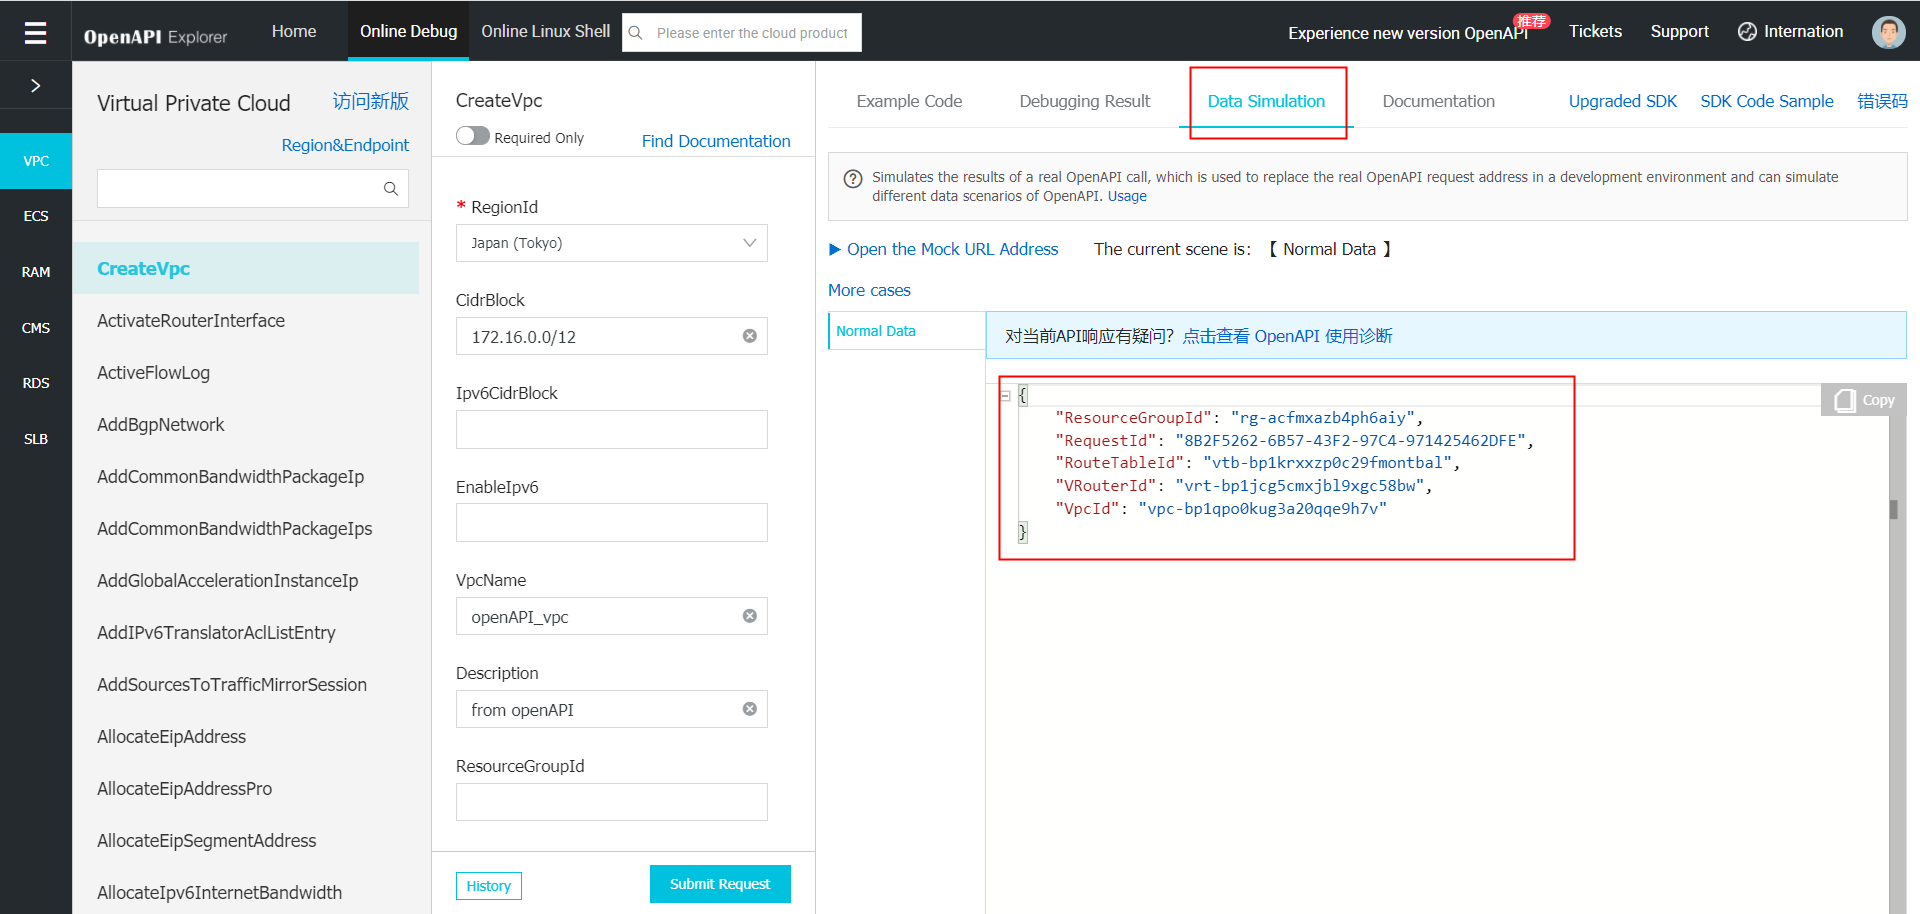 OpenAPI Explorer
Home
Online Debug
Online Linux Shell
Please enter the cloud product
Experience new version OpenAPI
推荐
Tickets
Support
Internation
VPC
ECS
RAM
CMS
RDS
SLB
Virtual Private Cloud
访问新版
Region&Endpoint
CreateVpc
ActivateRouterInterface
ActiveFlowLog
AddBgpNetwork
AddCommonBandwidthPackageIp
AddCommonBandwidthPackageIps
AddGlobalAccelerationInstanceIp
AddIPv6TranslatorAclListEntry
AddSourcesToTrafficMirrorSession
AllocateEipAddress
AllocateEipAddressPro
AllocateEipSegmentAddress
AllocateIpv6InternetBandwidth
CreateVpc
Required Only
Find Documentation
* RegionId
Japan (Tokyo)
CidrBlock
172.16.0.0/12
Ipv6CidrBlock
EnableIpv6
VpcName
openAPI_vpc
Description
from openAPI
ResourceGroupId
History
Submit Request
Example Code
Debugging Result
Data Simulation
Documentation
Upgraded SDK
SDK Code Sample
错误码
Simulates the results of a real OpenAPI call, which is used to replace the real OpenAPI request address in a development environment and can simulate
different data scenarios of OpenAPI. Usage
Open the Mock URL Address
The current scene is: 【 Normal Data 】
More cases
Normal Data
对当前API响应有疑问? 点击查看 OpenAPI 使用诊断
Copy
{
"ResourceGroupId": "rg-acfmxazb4ph6aiy",
"RequestId": "8B2F5262-6B57-43F2-97C4-971425462DFE",
"RouteTableId": "vtb-bp1krxxzp0c29fmontbal",
"VRouterId": "vrt-bp1jcg5cmxjbl9xgc58bw",
"VpcId": "vpc-bp1qpo0kug3a20qqe9h7v"
}